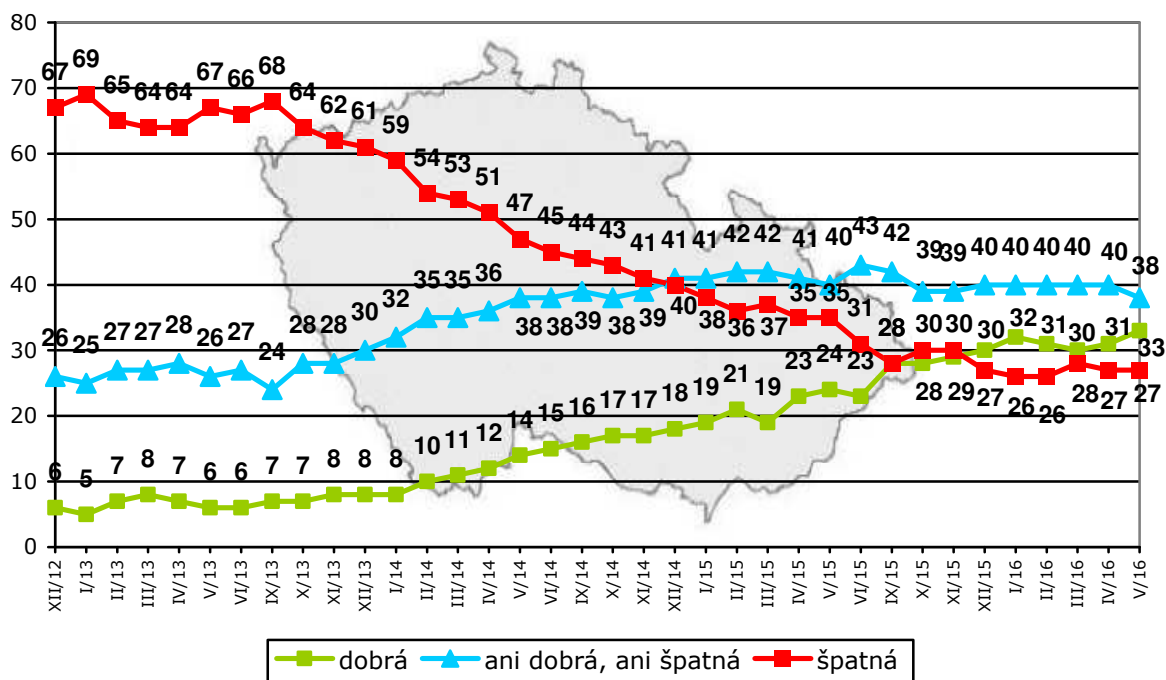 80
70
60
50
40
30
20
10
0
67 69 65 64 64 67 66 68 64 62 61 59 54 53 51 47 45 44 43 41 40 38 36 37 35 35 31 28 30 30 27 26 26 28 27 27
26 25 27 27 28 26 27 24 28 28 30 32 35 35 36 38 38 39 38 39 41 41 42 42 41 40 43 42 39 39 40 40 40 40 40 38
6 5 7 8 7 6 6 7 7 8 8 8 10 11 12 14 15 16 17 17 18 19 21 19 23 24 23 28 29 30 32 31 30 31 33
XII/12
I/13
II/13
III/13
IV/13
V/13
VI/13
IX/13
X/13
XI/13
XII/13
I/14
II/14
III/14
IV/14
V/14
VI/14
IX/14
X/14
XI/14
XII/14
I/15
II/15
III/15
IV/15
V/15
VI/15
IX/15
X/15
XI/15
XII/15
I/16
II/16
III/16
IV/16
V/16
dobrá ani dobrá, ani špatná špatná